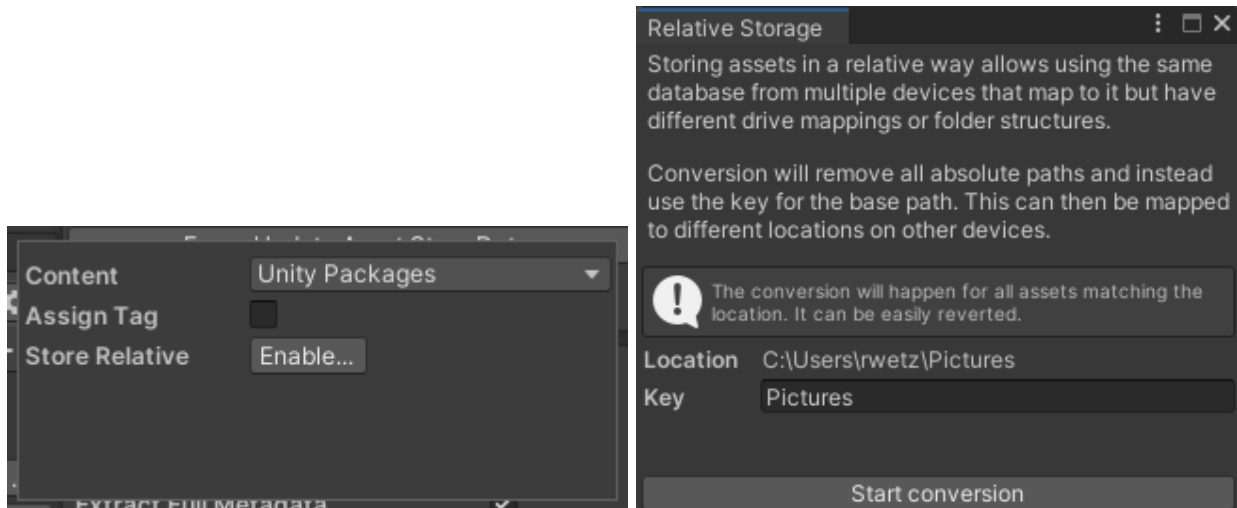 Content
Unity Packages
Assign Tag
Store Relative
Enable...
Extract Full Metadata
Relative Storage
Storing assets in a relative way allows using the same
database from multiple devices that map to it but have
different drive mappings or folder structures.
Conversion will remove all absolute paths and instead
use the key for the base path. This can then be mapped
to different locations on other devices.
The conversion will happen for all assets matching the
location. It can be easily reverted.
Location C:\Users\rwetz\Pictures
Key Pictures
Start conversion